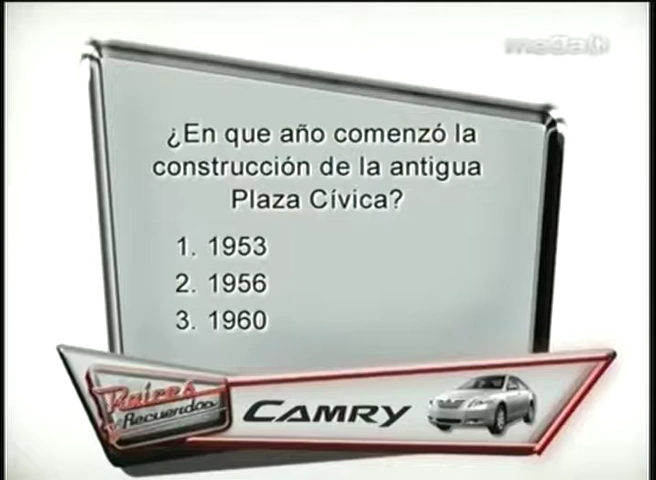 mega
¿En que año comenzó la
construcción de la antigua
Plaza Cívica?
1. 1953
2. 1956
3. 1960
Raíces
y Recuerdos
CAMRY